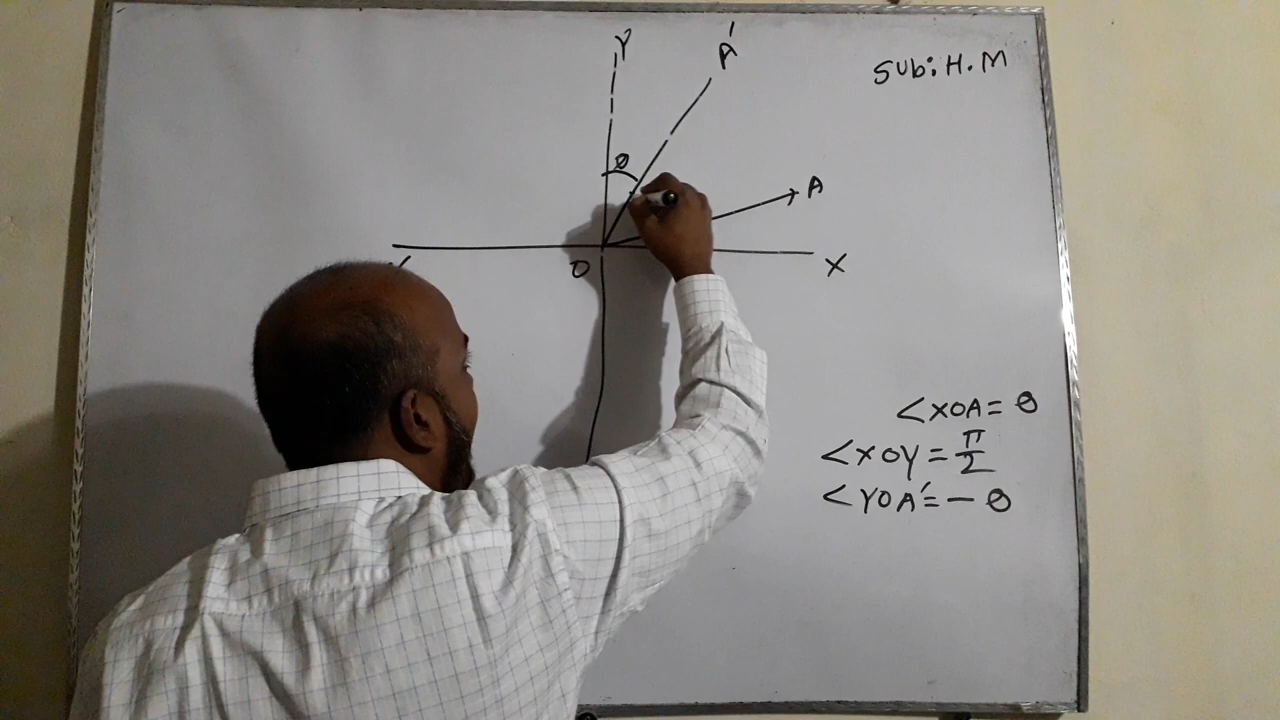 Sub: H.M
Y
A'
θ
A
O
X
<XOA = θ
<XOY = π/2
<YOA' = - θ